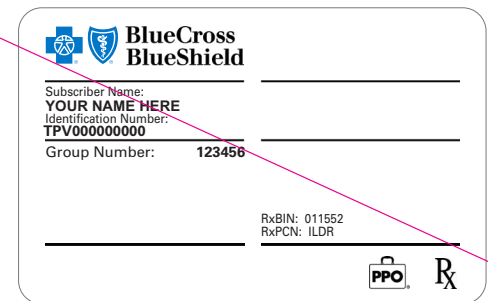 BlueCross
BlueShield
Subscriber Name:
YOUR NAME HERE
Identification Number:
TPV000000000
Group Number: 123456
RxBIN: 011552
RxPCN: ILDR
PPO
Rx